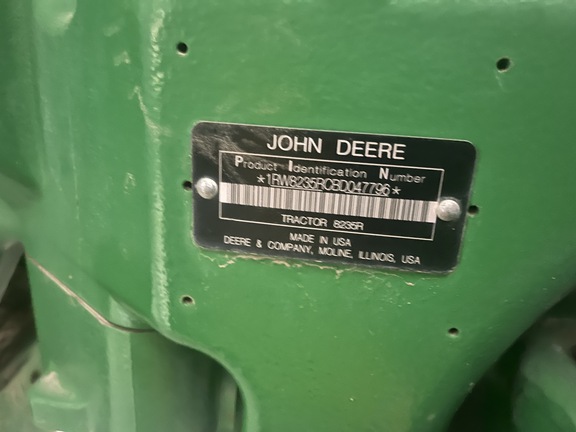 JOHN DEERE
Product Identification Number
*1RW8235RCBD047796*
TRACTOR 8235R
MADE IN USA
DEERE & COMPANY, MOLINE, ILLINOIS, USA